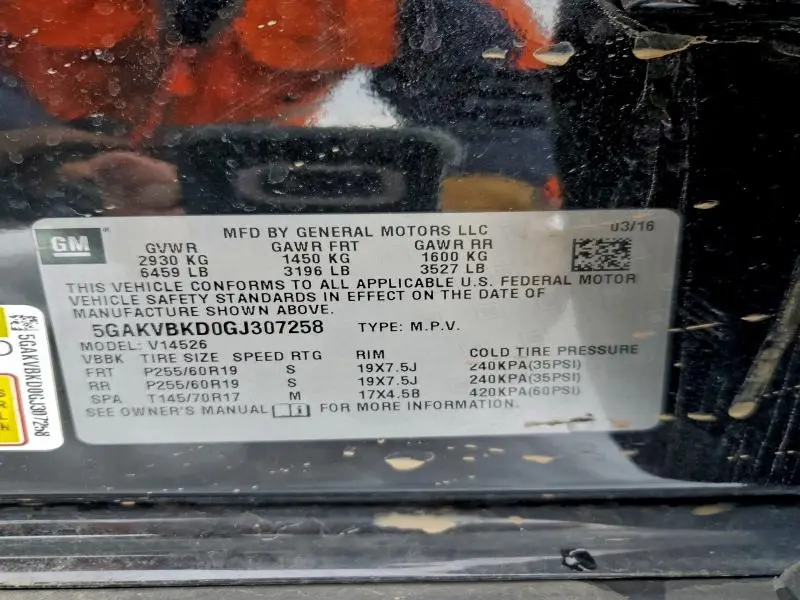 MFD BY GENERAL MOTORS LLC 03/16
GM
GVWR GAWR FRT GAWR RR
2930 KG 1450 KG 1600 KG
6459 LB 3196 LB 3527 LB
THIS VEHICLE CONFORMS TO ALL APPLICABLE U.S. FEDERAL MOTOR
VEHICLE SAFETY STANDARDS IN EFFECT ON THE DATE OF
MANUFACTURE SHOWN ABOVE.
5GAKVBKD0GJ307258 TYPE: M.P.V.
MODEL: V14526
VBBK TIRE SIZE SPEED RTG RIM COLD TIRE PRESSURE
FRT P255/60R19 S 19X7.5J 240KPA(35PSI)
RR P255/60R19 S 19X7.5J 240KPA(35PSI)
SPA T145/70R17 M 17X4.5B 420KPA(60PSI)
SEE OWNER'S MANUAL FOR MORE INFORMATION.
5GAKVBKD0GJ307258